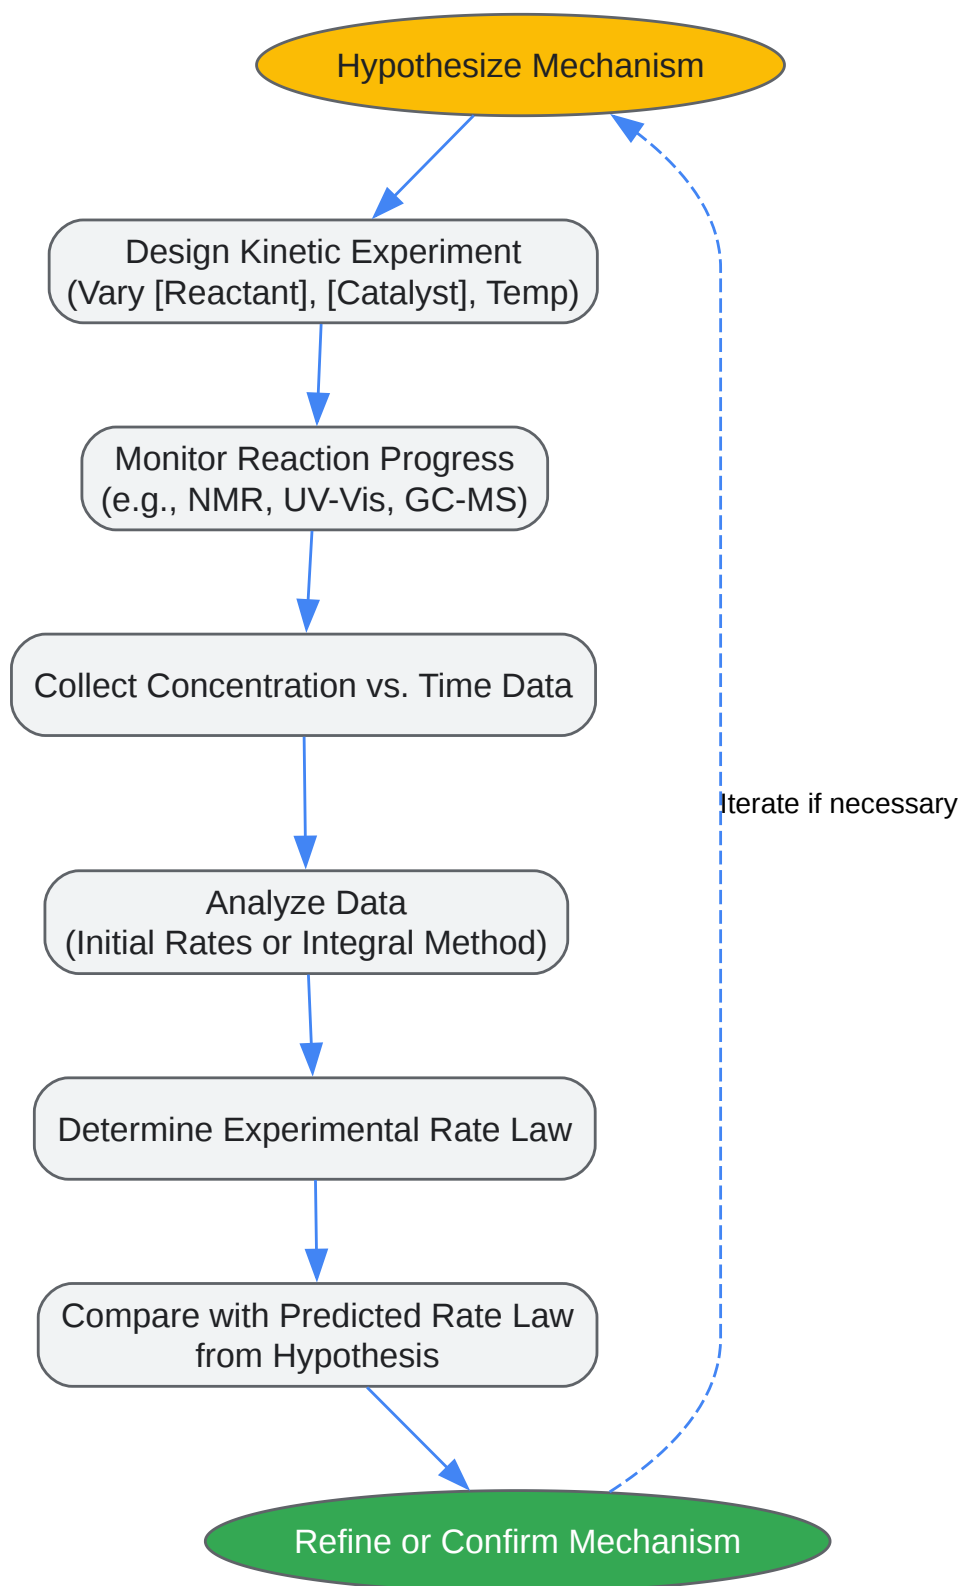 Hypothesize Mechanism
Design Kinetic Experiment
(Vary [Reactant], [Catalyst], Temp)
Monitor Reaction Progress
(e.g., NMR, UV-Vis, GC-MS)
Collect Concentration vs. Time Data
Iterate if necessary
Analyze Data
(Initial Rates or Integral Method)
Determine Experimental Rate Law
Compare with Predicted Rate Law
from Hypothesis
Refine or Confirm Mechanism